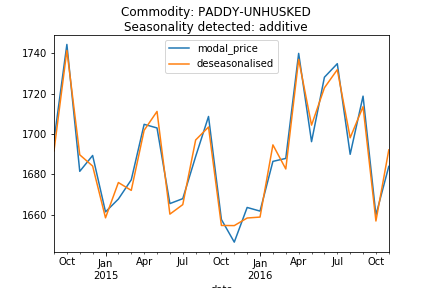 Commodity: PADDY-UNHUSKED
Seasonality detected: additive
modal_price
deseasonalised
1740
1720
1700
1680
1660
Oct Jan Apr Jul Oct Jan Apr Jul Oct
2015 2016
date